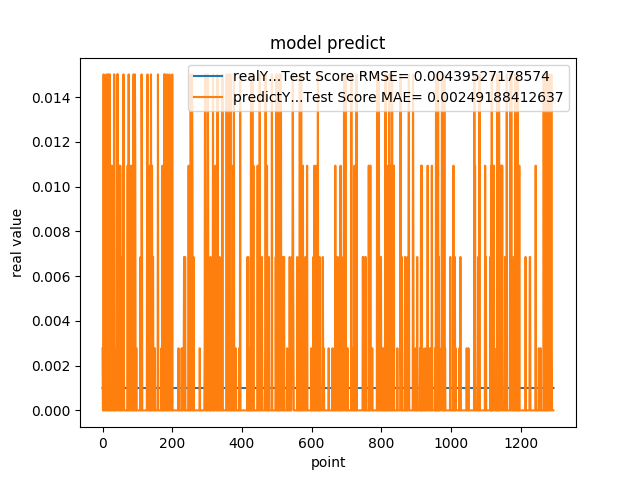 model predict
realY...Test Score RMSE= 0.00439527178574
predictY...Test Score MAE= 0.00249188412637
0.014
0.012
0.010
0.008
0.006
0.004
0.002
0.000
real value
0 200 400 600 800 1000 1200
point